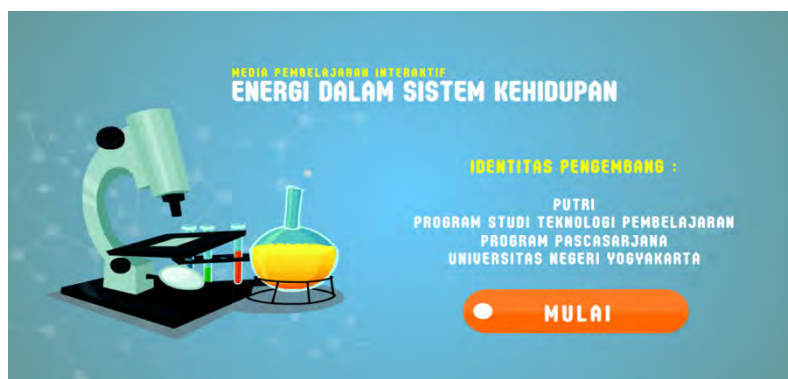 MEDIA PEMBELAJARAN INTERAKTIF
ENERGI DALAM SISTEM KEHIDUPAN
IDENTITAS PENGEMBANG :
PUTRI
PROGRAM STUDI TEKNOLOGI PEMBELAJARAN
PROGRAM PASCASARJANA
UNIVERSITAS NEGERI YOGYAKARTA
MULAI